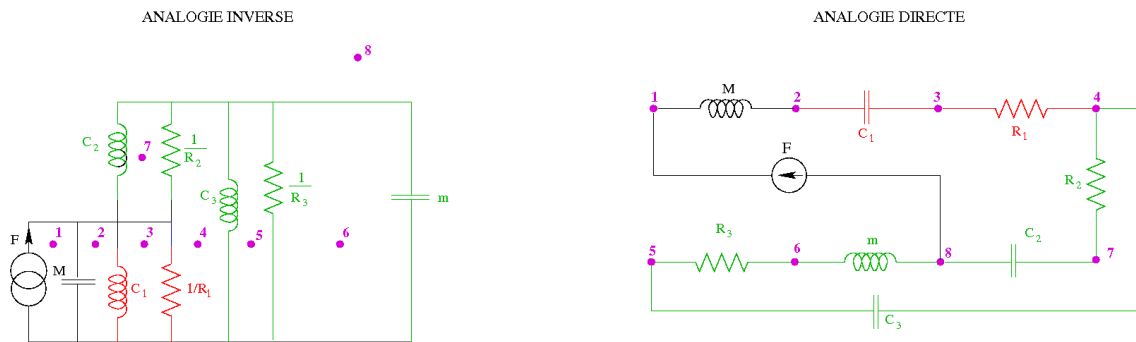 ANALOGIE INVERSE
8
C2
7
1
R2
C3
1
R3
m
F
1
2
3
4
5
6
M
C1
1/R1
ANALOGIE DIRECTE
1
M
2
3
4
C1
R1
F
R2
5
R3
6
m
8
C2
7
C3